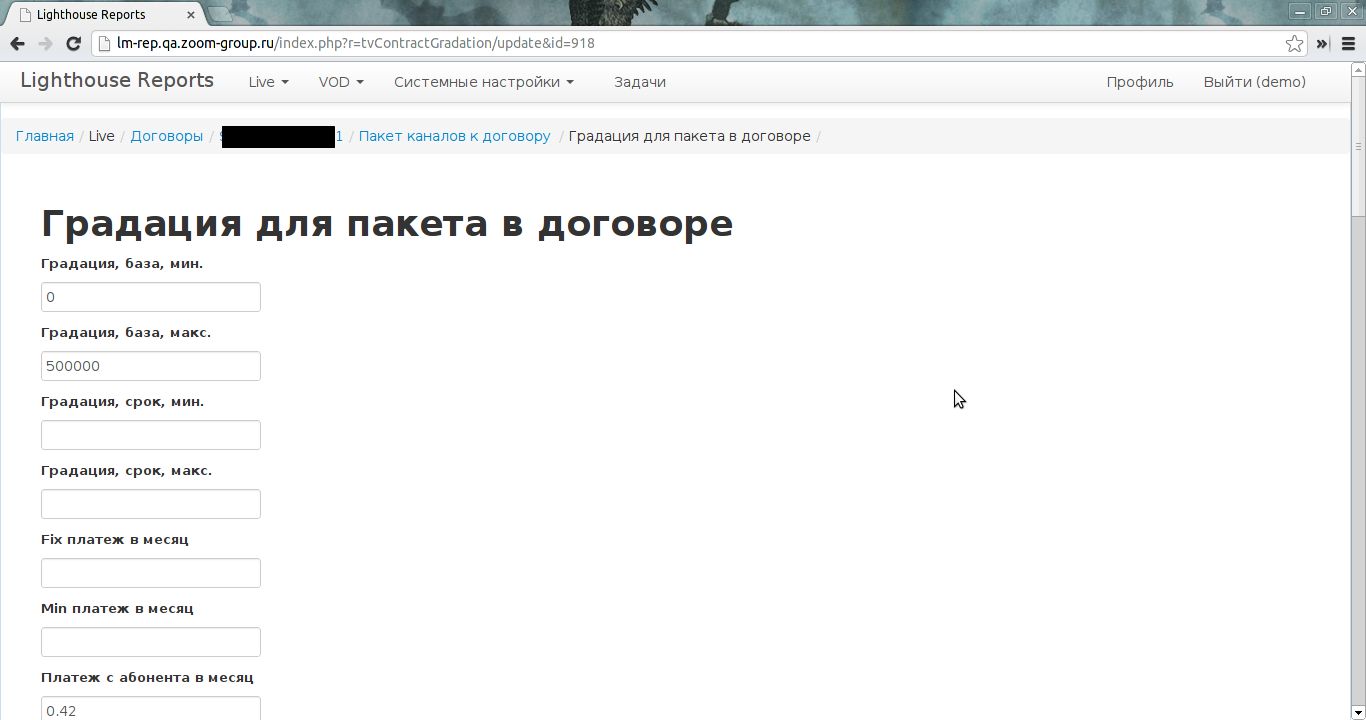 Lighthouse Reports
lm-rep.qa.zoom-group.ru/index.php?r=tvContractGradation/update&id=918
Lighthouse Reports Live VOD Системные настройки Задачи Профиль Выйти (demo)
Главная / Live / Договоры / 1 / Пакет каналов к договору / Градация для пакета в договоре /
Градация для пакета в договоре
Градация, база, мин.
0
Градация, база, макс.
500000
Градация, срок, мин.
Градация, срок, макс.
Fix платеж в месяц
Min платеж в месяц
Платеж с абонента в месяц
0.42